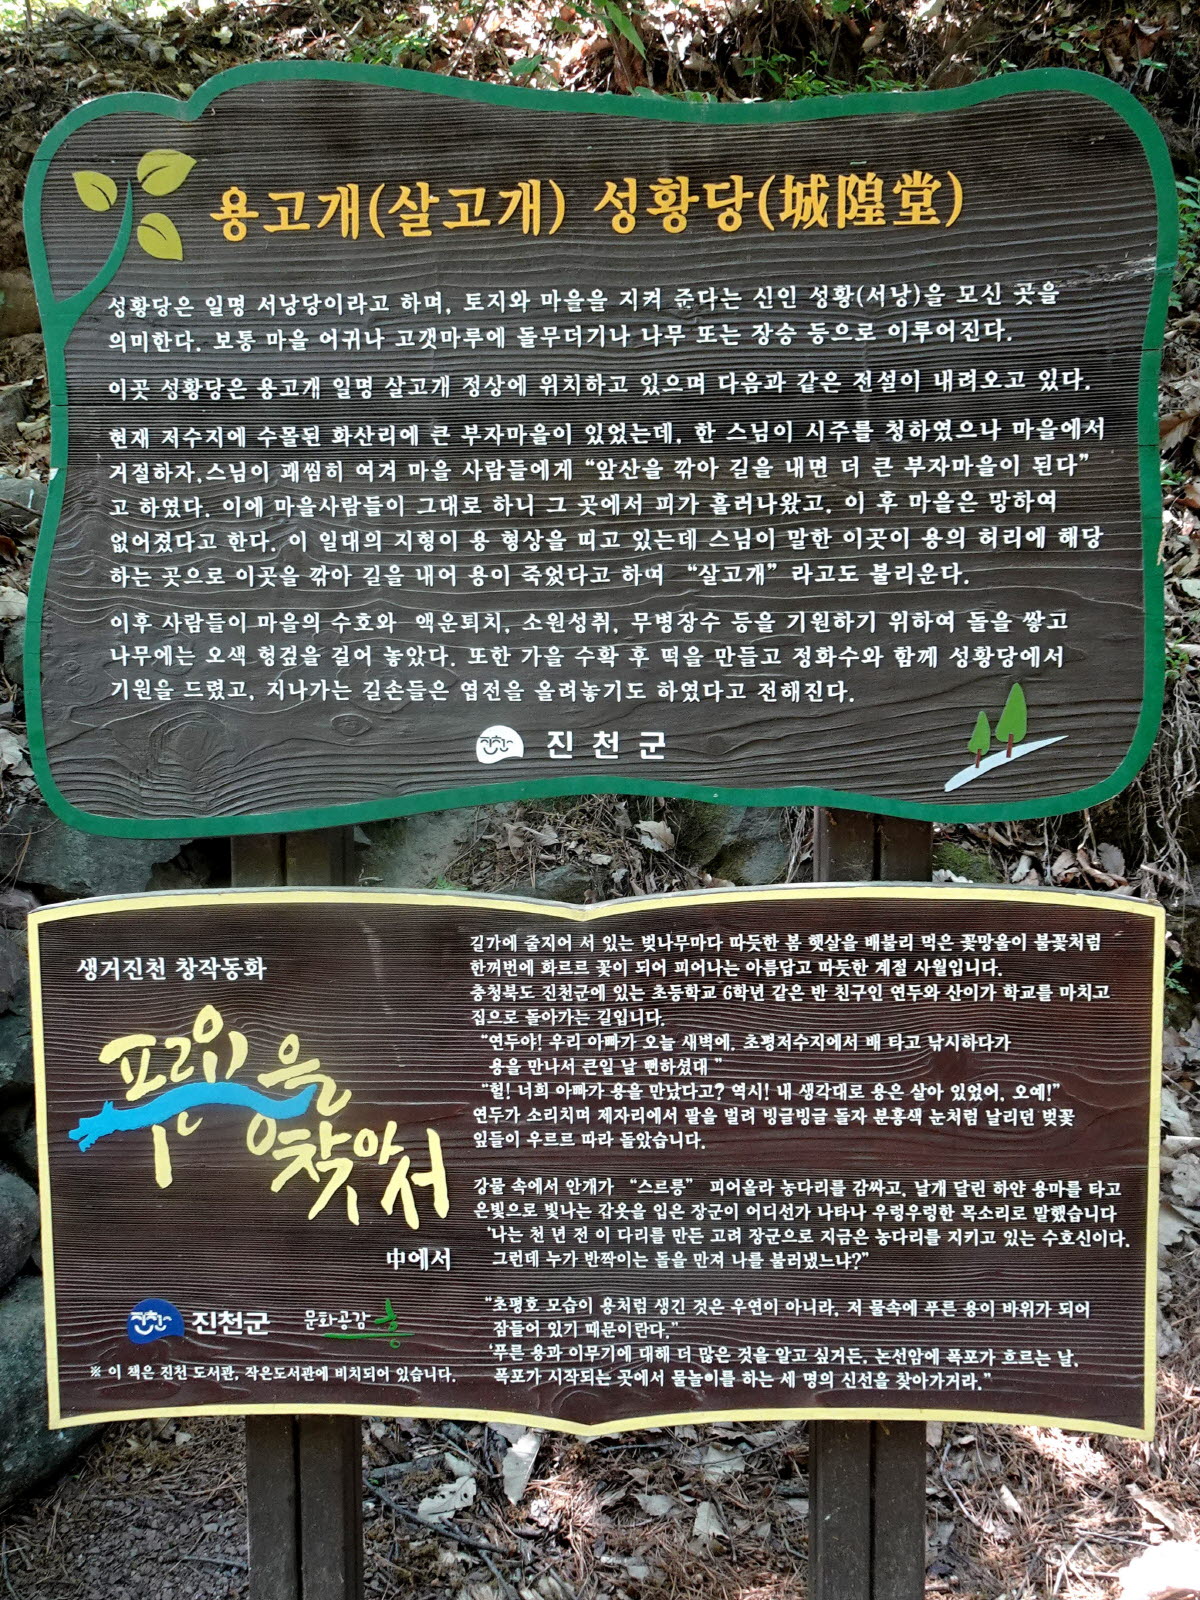 용고개(살고개) 성황당(城隍堂)
성황당은 일명 서낭당이라고 하며, 토지와 마을을 지켜 준다는 신인 성황(서낭)을 모신 곳을
의미한다. 보통 마을 어귀나 고갯마루에 돌무더기나 나무 또는 장승 등으로 이루어진다.
이곳 성황당은 용고개 일명 살고개 정상에 위치하고 있으며 다음과 같은 전설이 내려오고 있다.
현재 저수지에 수몰된 화산리에 큰 부자마을이 있었는데, 한 스님이 시주를 청하였으나 마을에서
거절하자,스님이 괘씸히 여겨 마을 사람들에게 “앞산을 깎아 길을 내면 더 큰 부자마을이 된다”
고 하였다. 이에 마을사람들이 그대로 하니 그 곳에서 피가 흘러나왔고, 이 후 마을은 망하여
없어졌다고 한다. 이 일대의 지형이 용 형상을 띠고 있는데 스님이 말한 이곳이 용의 허리에 해당
하는 곳으로 이곳을 깎아 길을 내어 용이 죽었다고 하며 “살고개” 라고도 불리운다.
이후 사람들이 마을의 수호와 액운퇴치, 소원성취, 무병장수 등을 기원하기 위하여 돌을 쌓고
나무에는 오색 헝겊을 걸어 놓았다. 또한 가을 수확 후 떡을 만들고 정화수와 함께 성황당에서
기원을 드렸고, 지나가는 길손들은 엽전을 올려놓기도 하였다고 전해진다.
진천 진천군
생거진천 창작동화
푸른 용을
찾아서
中에서
진천 진천군 문화공감 흥
※ 이 책은 진천 도서관, 작은도서관에 비치되어 있습니다.
길가에 줄지어 서 있는 벚나무마다 따듯한 봄 햇살을 배불리 먹은 꽃망울이 불꽃처럼
한꺼번에 화르르 꽃이 되어 피어나는 아름답고 따듯한 계절 사월입니다.
충청북도 진천군에 있는 초등학교 6학년 같은 반 친구인 연두와 산이가 학교를 마치고
집으로 돌아가는 길입니다.
“연두야! 우리 아빠가 오늘 새벽에, 초평저수지에서 배 타고 낚시하다가
용을 만나서 큰일 날 뻔하셨대 ”
“헐! 너희 아빠가 용을 만났다고? 역시! 내 생각대로 용은 살아 있었어, 오예!”
연두가 소리치며 제자리에서 팔을 벌려 빙글빙글 돌자 분홍색 눈처럼 날리던 벚꽃
잎들이 우르르 따라 돌았습니다.
강물 속에서 안개가 “스르릉” 피어올라 농다리를 감싸고, 날개 달린 하얀 용마를 타고
은빛으로 빛나는 갑옷을 입은 장군이 어디선가 나타나 우렁우렁한 목소리로 말했습니다
‘나는 천 년 전 이 다리를 만든 고려 장군으로 지금은 농다리를 지키고 있는 수호신이다.
그런데 누가 반짝이는 돌을 만져 나를 불러냈느냐?”
“초평호 모습이 용처럼 생긴 것은 우연이 아니라, 저 물속에 푸른 용이 바위가 되어
잠들어 있기 때문이란다.”
‘푸른 용과 이무기에 대해 더 많은 것을 알고 싶거든, 논선암에 폭포가 흐르는 날,
폭포가 시작되는 곳에서 물놀이를 하는 세 명의 신선을 찾아가거라.”